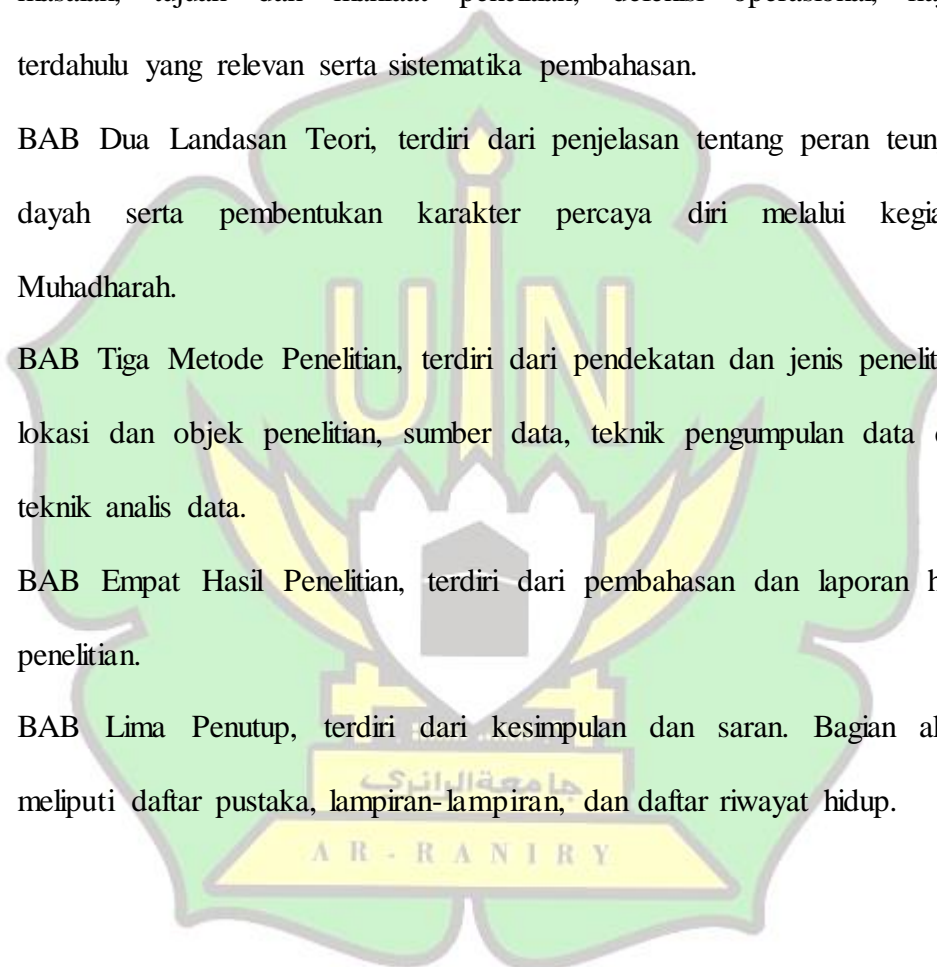 terdahulu yang relevan serta sistematika pembahasan.
BAB Dua Landasan Teori, terdiri dari penjelasan tentang peran
dayah serta pembentukan karakter percaya diri melalui
Muhadharah.
BAB Tiga Metode Penelitian, terdiri dari pendekatan dan jenis
lokasi dan objek penelitian, sumber data, teknik pengumpulan data
teknik analis data.
BAB Empat Hasil Penelitian, terdiri dari pembahasan dan laporan
penelitian.
BAB Lima Penutup, terdiri dari kesimpulan dan saran. Bagian
meliputi daftar pustaka, lampiran-lampiran, dan daftar riwayat hidup.
UIN
جامعة الرانري
AR-RANIRY